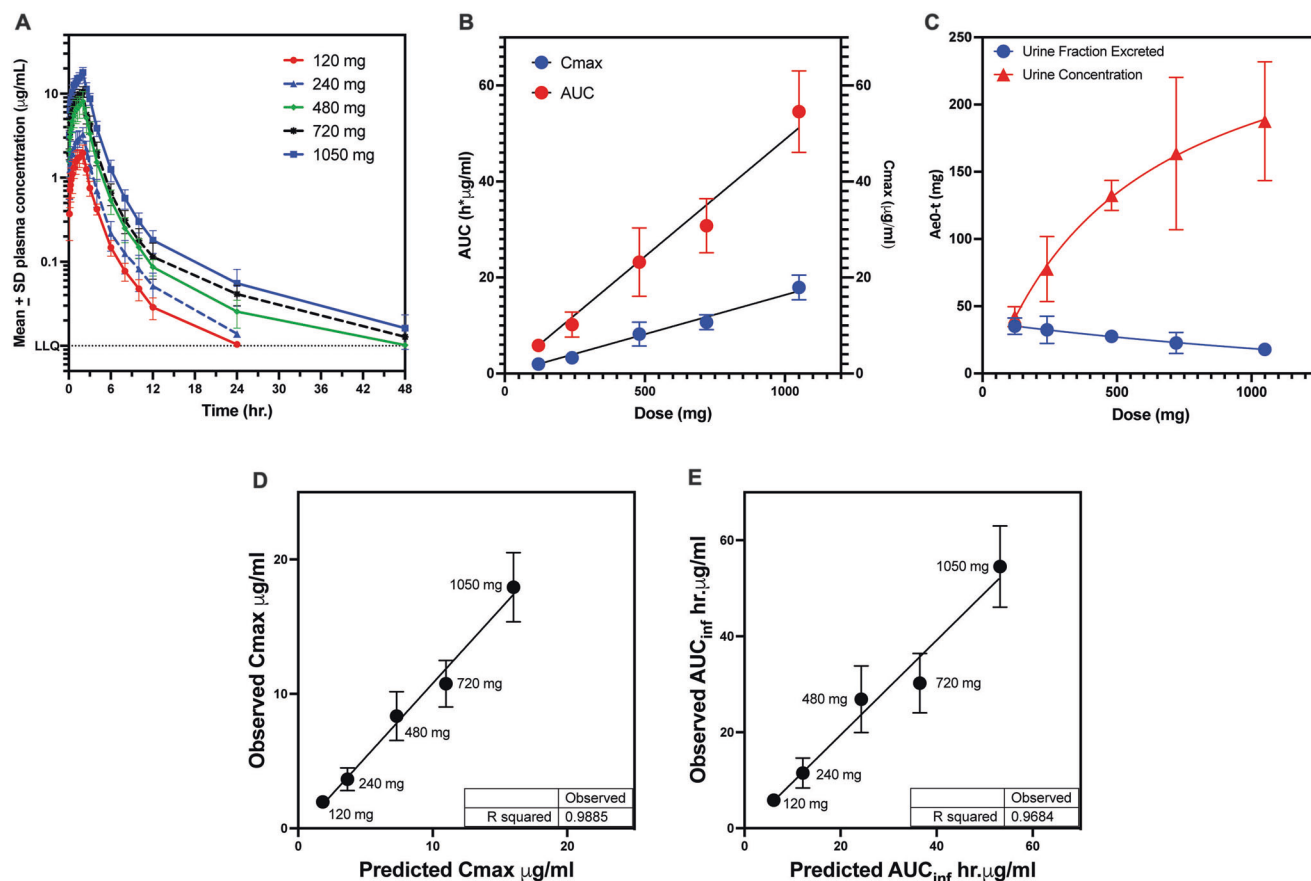 A
Mean ± SD plasma concentration (μg/mL)
10
1
0.1
LLQ
0 6 12 18 24 30 36 42 48
Time (hr.)
120 mg
240 mg
480 mg
720 mg
1050 mg
B
AUC (h*μg/ml)
60
40
20
0
Cmax
AUC
60
40
20
0
Cmax (μg/ml)
0 500 1000
Dose (mg)
C
Ae0-t (mg)
250
200
150
100
50
0
Urine Fraction Excreted
Urine Concentration
0 500 1000
Dose (mg)
D
Observed Cmax μg/ml
20
10
0
1050 mg
720 mg
480 mg
240 mg
120 mg
Observed
R squared 0.9885
0 10 20
Predicted Cmax μg/ml
E
Observed AUCinf hr.μg/ml
60
40
20
0
1050 mg
480 mg
720 mg
240 mg
120 mg
Observed
R squared 0.9684
0 20 40 60
Predicted AUCinf hr.μg/ml